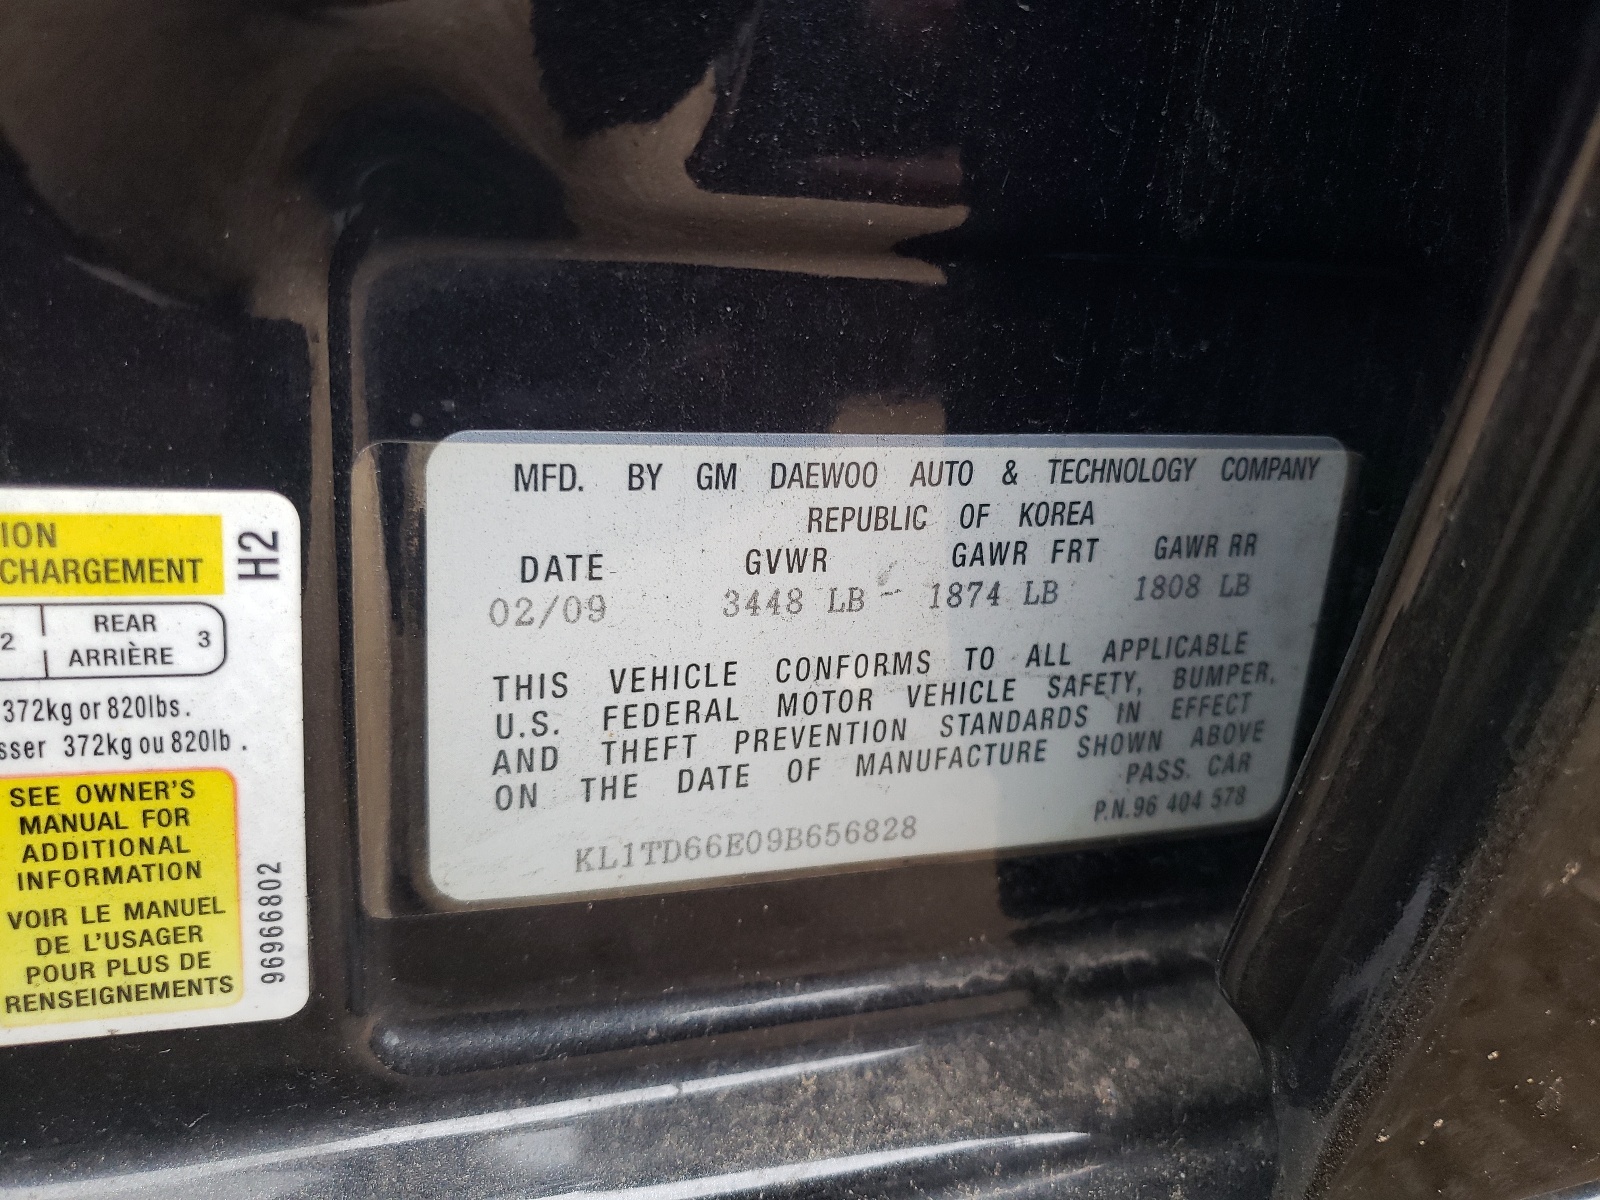 ION
CHARGEMENT
H2
2 REAR 3
ARRIÈRE
372kg or 820lbs.
sser 372kg ou 820lb .
SEE OWNER'S
MANUAL FOR
ADDITIONAL
INFORMATION
VOIR LE MANUEL
DE L'USAGER
POUR PLUS DE
RENSEIGNEMENTS
96966802
MFD. BY GM DAEWOO AUTO & TECHNOLOGY COMPANY
REPUBLIC OF KOREA
DATE GVWR GAWR FRT GAWR RR
02/09 3448 LB 1874 LB 1808 LB
THIS VEHICLE CONFORMS TO ALL APPLICABLE
U.S. FEDERAL MOTOR VEHICLE SAFETY, BUMPER,
AND THEFT PREVENTION STANDARDS IN EFFECT
ON THE DATE OF MANUFACTURE SHOWN ABOVE
PASS. CAR
KL1TD66E09B656828 P.N.96 404 578